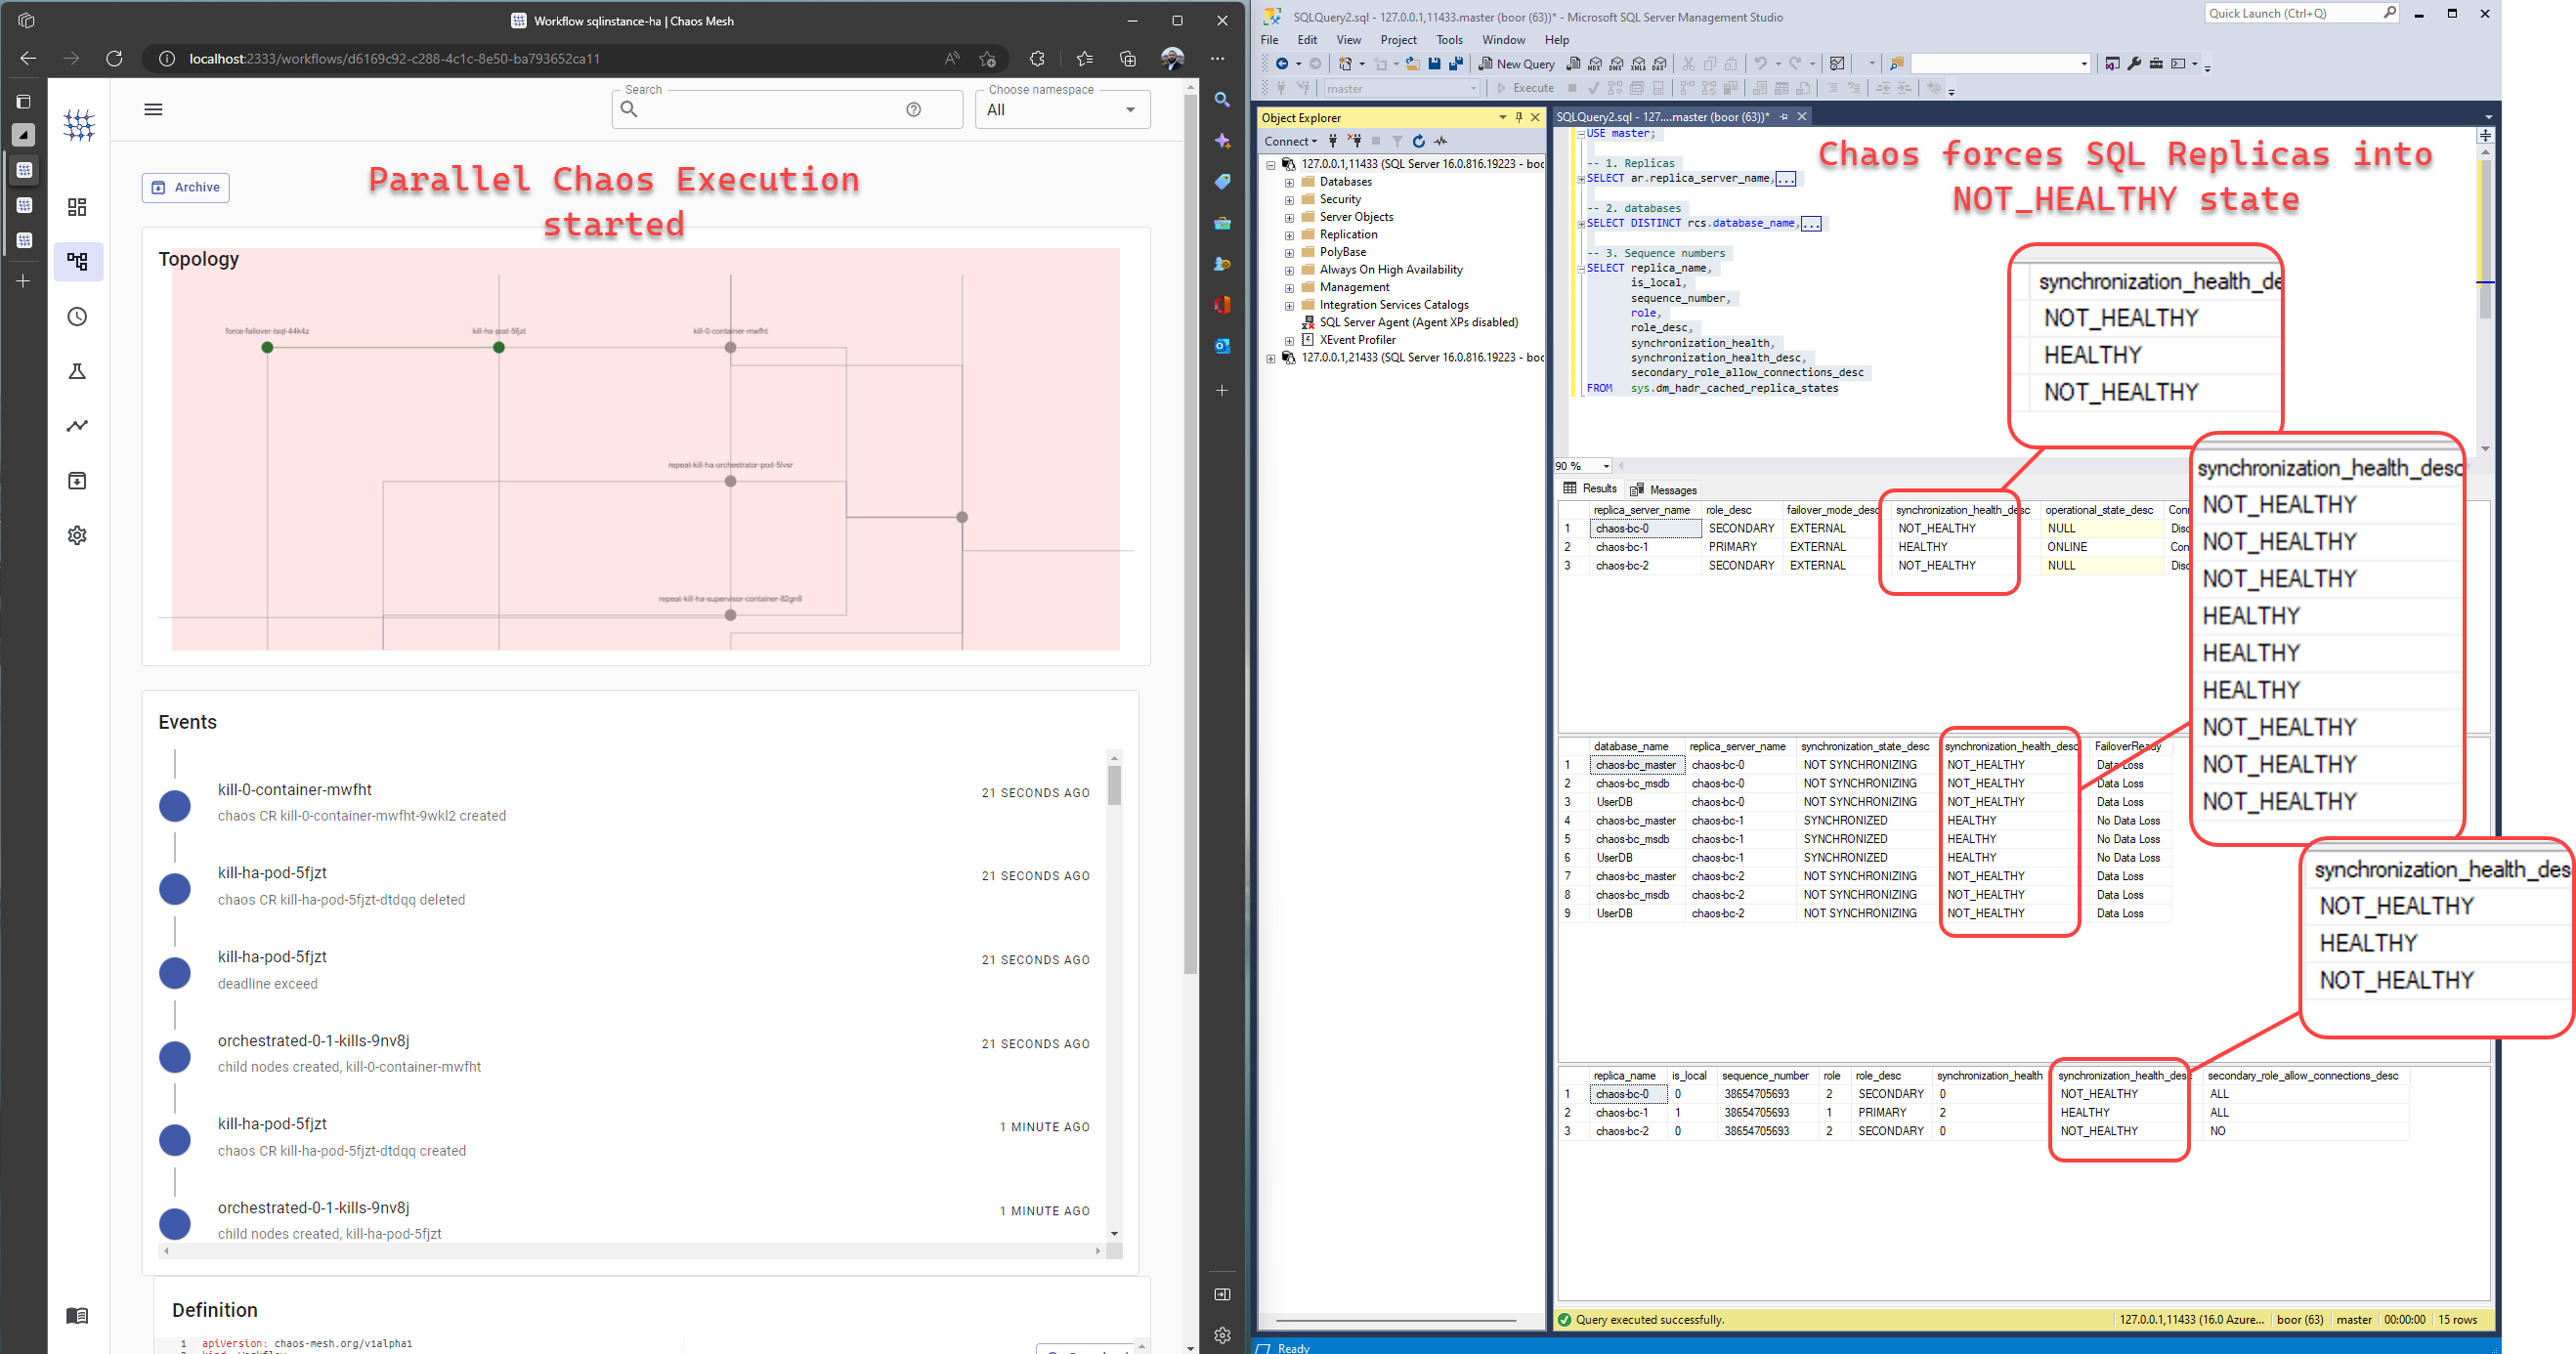 Workflow sqlinstance-ha | Chaos Mesh
localhost:2333/workflows/d6169c92-c288-4c1c-8e50-ba793652ca11
Search
Choose namespace
All
Archive
Parallel Chaos Execution
started
Topology
force-failover-tsql-44k4z
kill-ha-pod-5fjzt
kill-0-container-mwfht
repeat-kill-ha-orchestrator-pod-5lvsr
repeat-kill-ha-supervisor-container-82gn8
Events
kill-0-container-mwfht
21 SECONDS AGO
chaos CR kill-0-container-mwfht-9wkl2 created
kill-ha-pod-5fjzt
21 SECONDS AGO
chaos CR kill-ha-pod-5fjzt-dtdqq deleted
kill-ha-pod-5fjzt
21 SECONDS AGO
deadline exceed
orchestrated-0-1-kills-9nv8j
21 SECONDS AGO
child nodes created, kill-0-container-mwfht
kill-ha-pod-5fjzt
1 MINUTE AGO
chaos CR kill-ha-pod-5fjzt-dtdqq created
orchestrated-0-1-kills-9nv8j
1 MINUTE AGO
child nodes created, kill-ha-pod-5fjzt
Definition
1 apiVersion: chaos-mesh.org/v1alpha1
SQLQuery2.sql - 127.0.0.1,11433.master (boor (63))* - Microsoft SQL Server Management Studio
Quick Launch (Ctrl+Q)
File Edit View Project Tools Window Help
New Query
master
Execute
Object Explorer
Connect
127.0.0.1,11433 (SQL Server 16.0.816.19223 - boo
Databases
Security
Server Objects
Replication
PolyBase
Always On High Availability
Management
Integration Services Catalogs
SQL Server Agent (Agent XPs disabled)
XEvent Profiler
127.0.0.1,21433 (SQL Server 16.0.816.19223 - boo
SQLQuery2.sql - 127....master (boor (63))*
USE master;
-- 1. Replicas
SELECT ar.replica_server_name,...
-- 2. databases
SELECT DISTINCT rcs.database_name,...
-- 3. Sequence numbers
SELECT replica_name,
is_local,
sequence_number,
role,
role_desc,
synchronization_health,
synchronization_health_desc,
secondary_role_allow_connections_desc
FROM sys.dm_hadr_cached_replica_states
Chaos forces SQL Replicas into
NOT_HEALTHY state
synchronization_health_de
NOT_HEALTHY
HEALTHY
NOT_HEALTHY
90 %
Results Messages
replica_server_name role_desc failover_mode_desc synchronization_health_desc operational_state_desc Con
1 chaos-bc-0 SECONDARY EXTERNAL NOT_HEALTHY NULL Disc
2 chaos-bc-1 PRIMARY EXTERNAL HEALTHY ONLINE Con
3 chaos-bc-2 SECONDARY EXTERNAL NOT_HEALTHY NULL Disc
synchronization_health_desc
NOT_HEALTHY
NOT_HEALTHY
NOT_HEALTHY
HEALTHY
HEALTHY
HEALTHY
NOT_HEALTHY
NOT_HEALTHY
NOT_HEALTHY
database_name replica_server_name synchronization_state_desc synchronization_health_desc FailoverReady
1 chaos-bc_master chaos-bc-0 NOT SYNCHRONIZING NOT_HEALTHY Data Loss
2 chaos-bc_msdb chaos-bc-0 NOT SYNCHRONIZING NOT_HEALTHY Data Loss
3 UserDB chaos-bc-0 NOT SYNCHRONIZING NOT_HEALTHY Data Loss
4 chaos-bc_master chaos-bc-1 SYNCHRONIZED HEALTHY No Data Loss
5 chaos-bc_msdb chaos-bc-1 SYNCHRONIZED HEALTHY No Data Loss
6 UserDB chaos-bc-1 SYNCHRONIZED HEALTHY No Data Loss
7 chaos-bc_master chaos-bc-2 NOT SYNCHRONIZING NOT_HEALTHY Data Loss
8 chaos-bc_msdb chaos-bc-2 NOT SYNCHRONIZING NOT_HEALTHY Data Loss
9 UserDB chaos-bc-2 NOT SYNCHRONIZING NOT_HEALTHY Data Loss
synchronization_health_des
NOT_HEALTHY
HEALTHY
NOT_HEALTHY
replica_name is_local sequence_number role role_desc synchronization_health synchronization_health_desc secondary_role_allow_connections_desc
1 chaos-bc-0 0 38654705693 2 SECONDARY 0 NOT_HEALTHY ALL
2 chaos-bc-1 1 38654705693 1 PRIMARY 2 HEALTHY ALL
3 chaos-bc-2 0 38654705693 2 SECONDARY 0 NOT_HEALTHY NO
Query executed successfully.
127.0.0.1,11433 (16.0 Azure... boor (63) master 00:00:00 15 rows
Ready